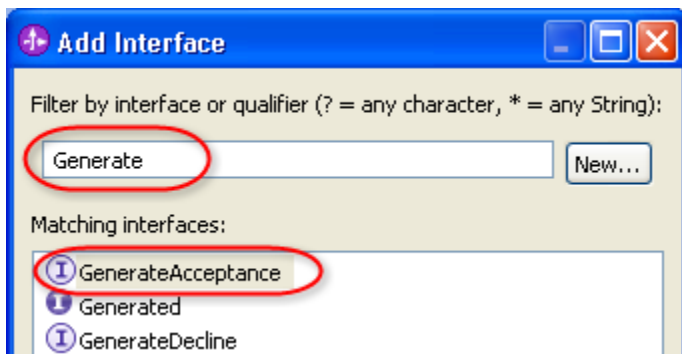 Add Interface
Filter by interface or qualifier (? = any character, * = any String):
Generate
New...
Matching interfaces:
GenerateAcceptance
Generated
GenerateDecline